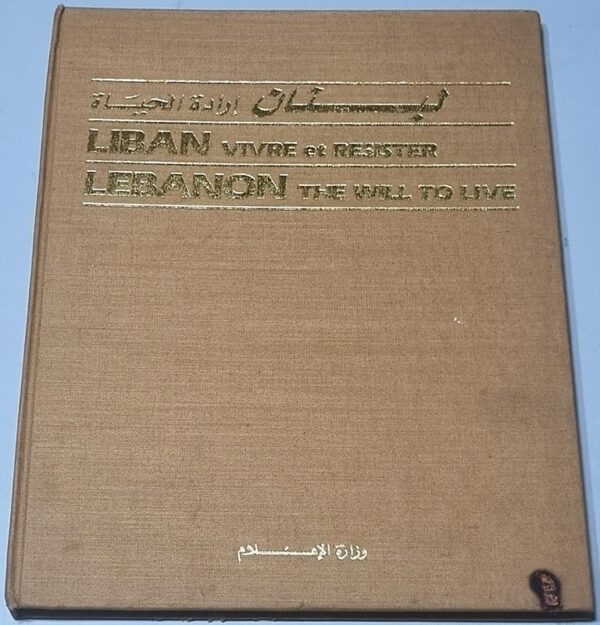 لبنان إرادة الحياة
LIBAN VIVRE et RESISTER
LEBANON THE WILL TO LIVE
وزارة الإعلام